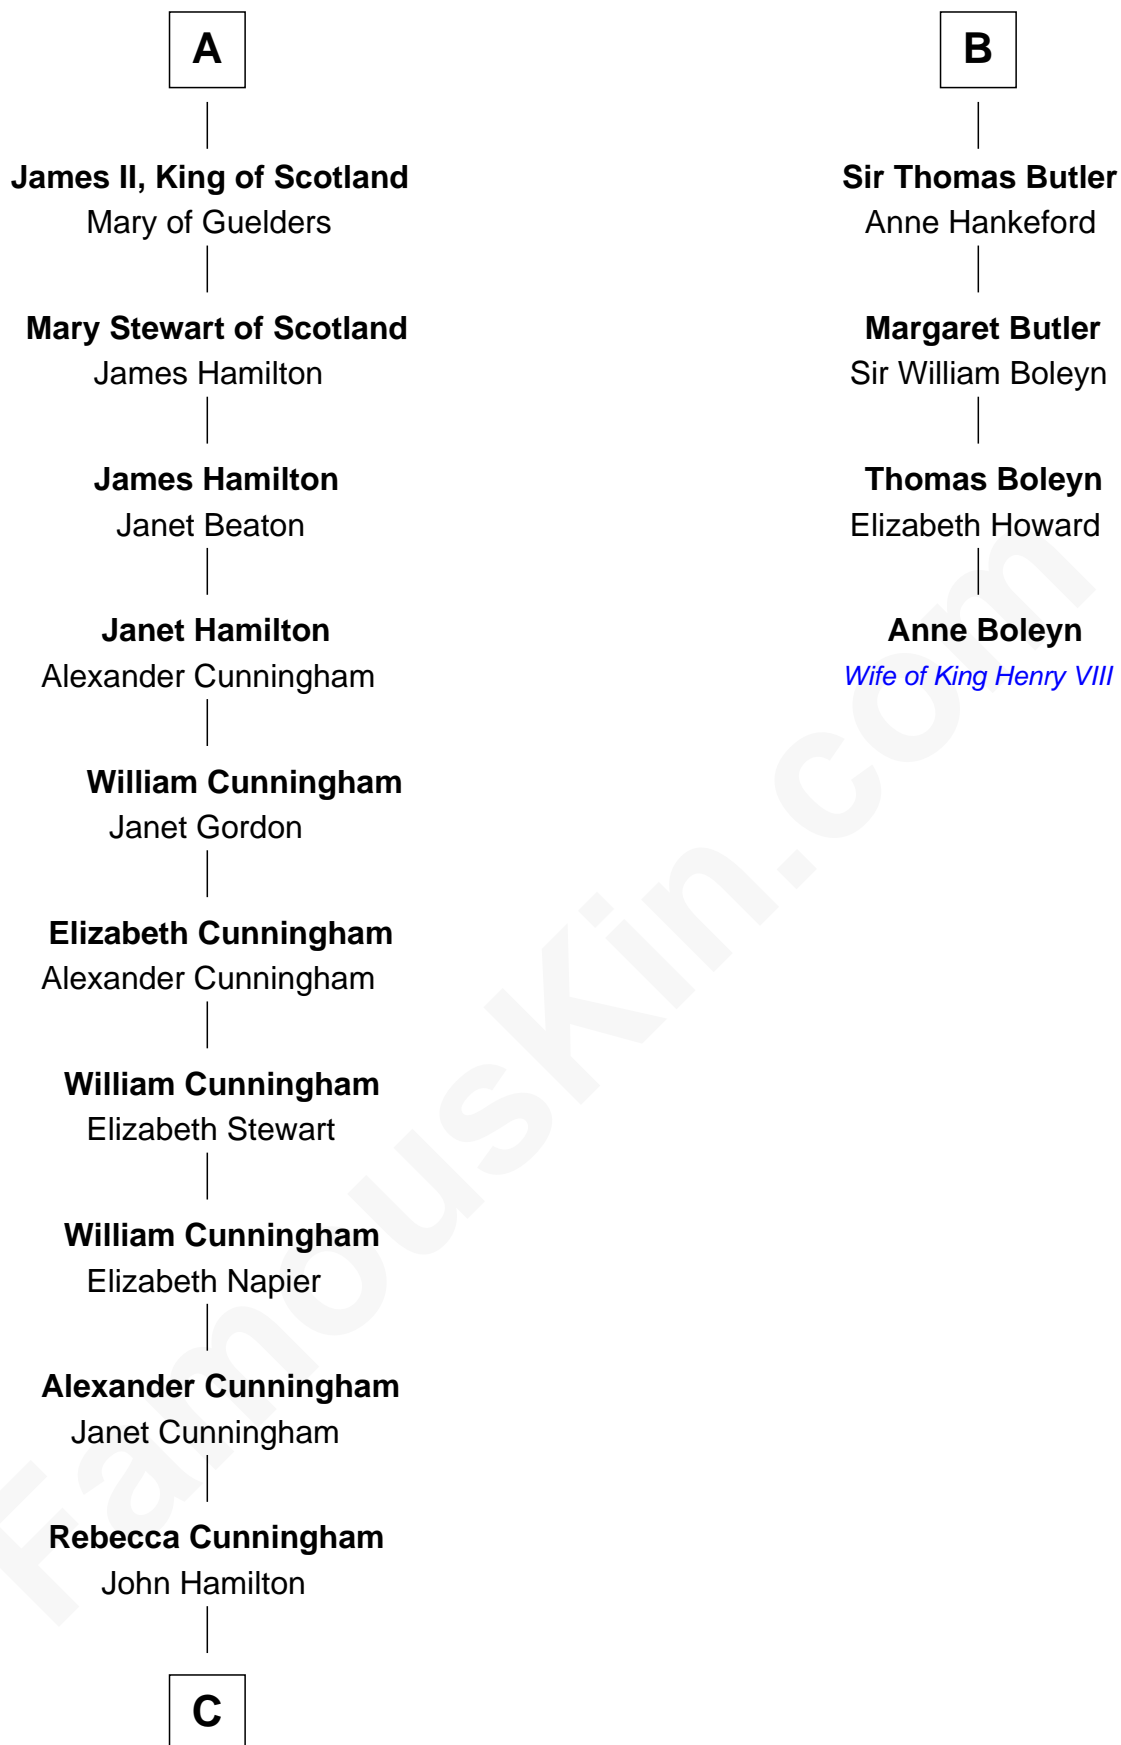 A
James II, King of Scotland
Mary of Guelders
Mary Stewart of Scotland
James Hamilton
James Hamilton
Janet Beaton
Janet Hamilton
Alexander Cunningham
William Cunningham
Janet Gordon
Elizabeth Cunningham
Alexander Cunningham
William Cunningham
Elizabeth Stewart
William Cunningham
Elizabeth Napier
Alexander Cunningham
Janet Cunningham
Rebecca Cunningham
John Hamilton
C
B
Sir Thomas Butler
Anne Hankeford
Margaret Butler
Sir William Boleyn
Thomas Boleyn
Elizabeth Howard
Anne Boleyn
Wife of King Henry VIII
FamousKin.com